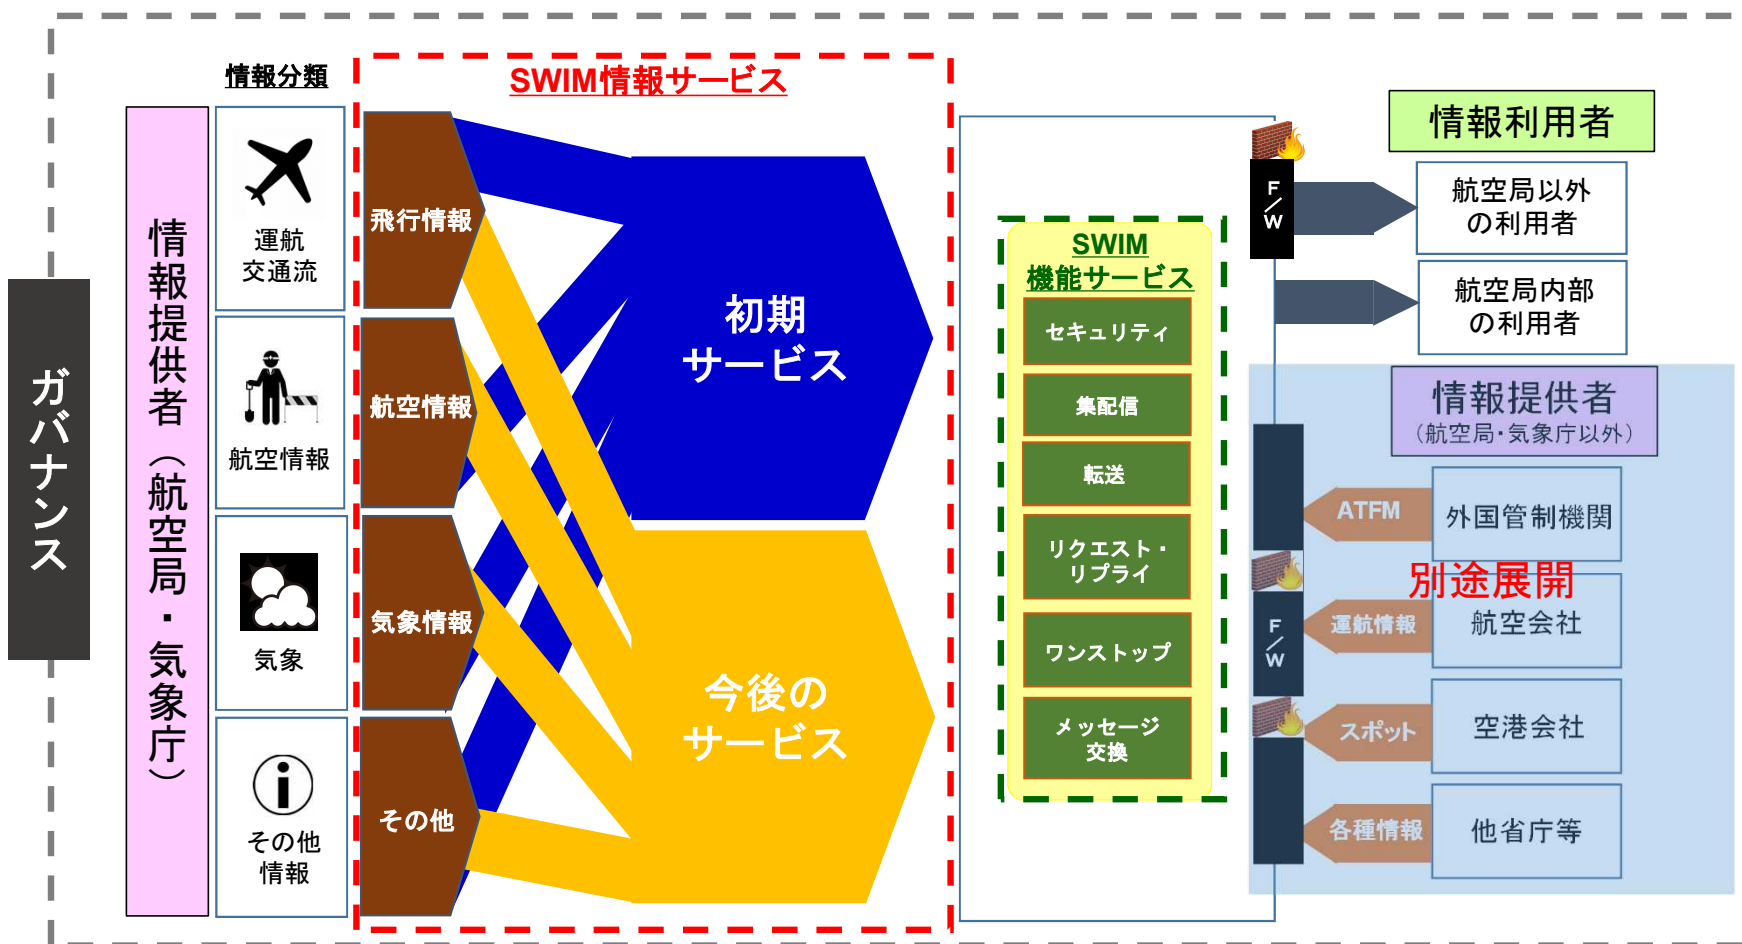 ガバナンス
情報提供者（航空局・気象庁）
情報分類
運航
交通流
航空情報
気象
その他
情報
SWIM情報サービス
飛行情報
航空情報
気象情報
その他
初期
サービス
今後の
サービス
SWIM
機能サービス
セキュリティ
集配信
転送
リクエスト・
リプライ
ワンストップ
メッセージ
交換
F/W
情報利用者
航空局以外
の利用者
航空局内部
の利用者
情報提供者
（航空局・気象庁以外）
F/W
ATFM
外国管制機関
別途展開
運航情報
航空会社
スポット
空港会社
各種情報
他省庁等